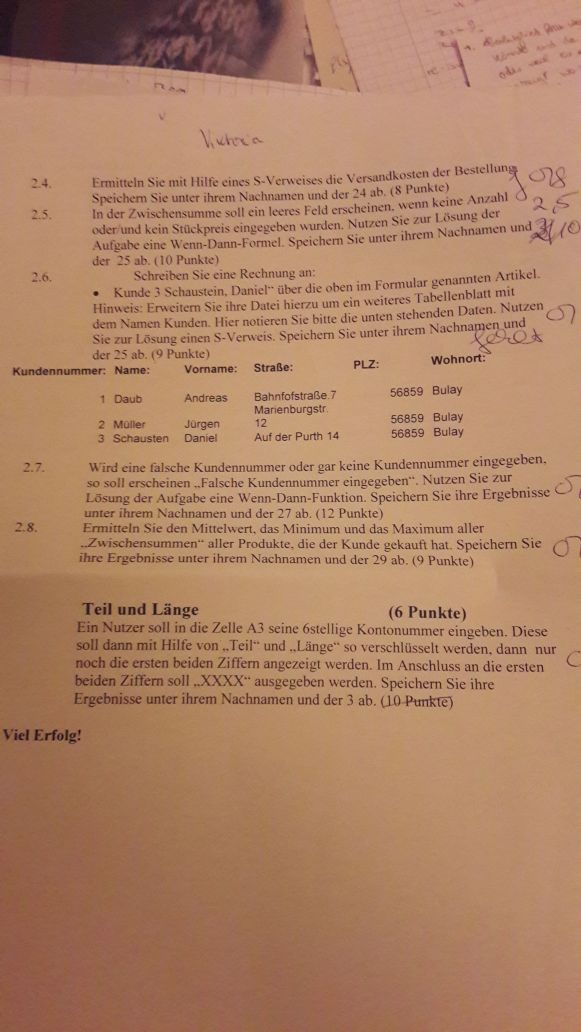 Viktoria
2.4. Ermitteln Sie mit Hilfe eines S-Verweises die Versandkosten der Bestellung.
Speichern Sie unter ihrem Nachnamen und der 24 ab. (8 Punkte)
2.5. In der Zwischensumme soll ein leeres Feld erscheinen, wenn keine Anzahl
oder/und kein Stückpreis eingegeben wurden. Nutzen Sie zur Lösung der
Aufgabe eine Wenn-Dann-Formel. Speichern Sie unter ihrem Nachnamen und
der 25 ab. (10 Punkte)
2.6. Schreiben Sie eine Rechnung an:
• Kunde 3 Schaustein, Daniel“ über die oben im Formular genannten Artikel.
Hinweis: Erweitern Sie ihre Datei hierzu um ein weiteres Tabellenblatt mit
dem Namen Kunden. Hier notieren Sie bitte die unten stehenden Daten. Nutzen
Sie zur Lösung einen S-Verweis. Speichern Sie unter ihrem Nachnamen und
der 25 ab. (9 Punkte)
Kundennummer: Name: Vorname: Straße: PLZ: Wohnort:
1 Daub Andreas Bahnfofstraße.7 56859 Bulay
Marienburgstr.
2 Müller Jürgen 12 56859 Bulay
3 Schausten Daniel Auf der Purth 14 56859 Bulay
2.7. Wird eine falsche Kundennummer oder gar keine Kundennummer eingegeben,
so soll erscheinen „Falsche Kundennummer eingegeben“. Nutzen Sie zur
Lösung der Aufgabe eine Wenn-Dann-Funktion. Speichern Sie ihre Ergebnisse
unter ihrem Nachnamen und der 27 ab. (12 Punkte)
2.8. Ermitteln Sie den Mittelwert, das Minimum und das Maximum aller
„Zwischensummen“ aller Produkte, die der Kunde gekauft hat. Speichern Sie
ihre Ergebnisse unter ihrem Nachnamen und der 29 ab. (9 Punkte)
Teil und Länge (6 Punkte)
Ein Nutzer soll in die Zelle A3 seine 6stellige Kontonummer eingeben. Diese
soll dann mit Hilfe von „Teil“ und „Länge“ so verschlüsselt werden, dann nur
noch die ersten beiden Ziffern angezeigt werden. Im Anschluss an die ersten
beiden Ziffern soll „XXXX“ ausgegeben werden. Speichern Sie ihre
Ergebnisse unter ihrem Nachnamen und der 3 ab. (10 Punkte)
Viel Erfolg!